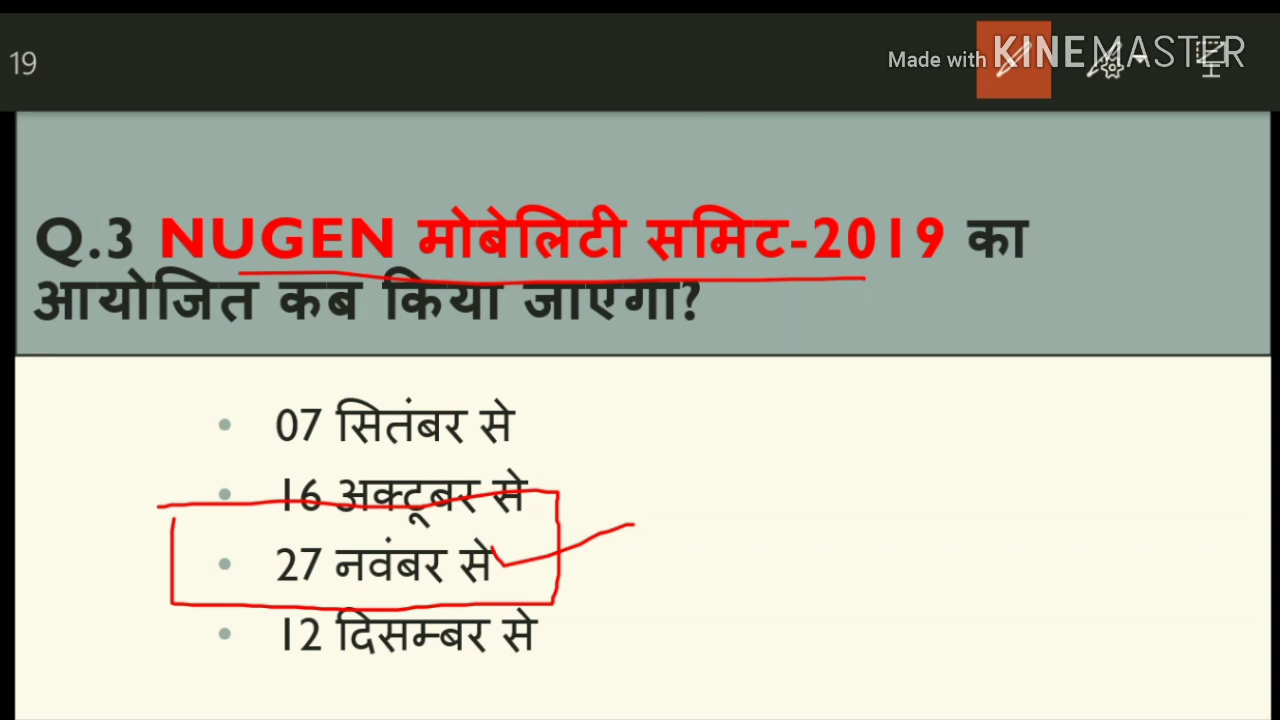 19
Made with KINEMASTER
Q.3 NUGEN मोबेलिटी समिट-2019 का
आयोजित कब किया जाएगा?
07 सितंबर से
16 अक्टूबर से
27 नवंबर से
12 दिसम्बर से